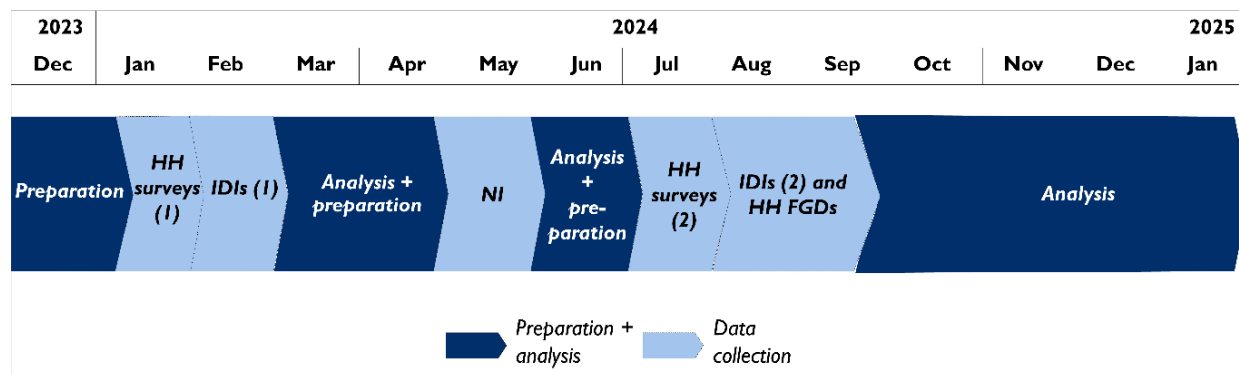 2023 2024 2025
Dec Jan Feb Mar Apr May Jun Jul Aug Sep Oct Nov Dec Jan
Preparation
HH
surveys
(1)
IDIs (1)
Analysis +
preparation
NI
Analysis
+
pre-
paration
HH
surveys
(2)
IDIs (2) and
HH FGDs
Analysis
Preparation +
analysis
Data
collection